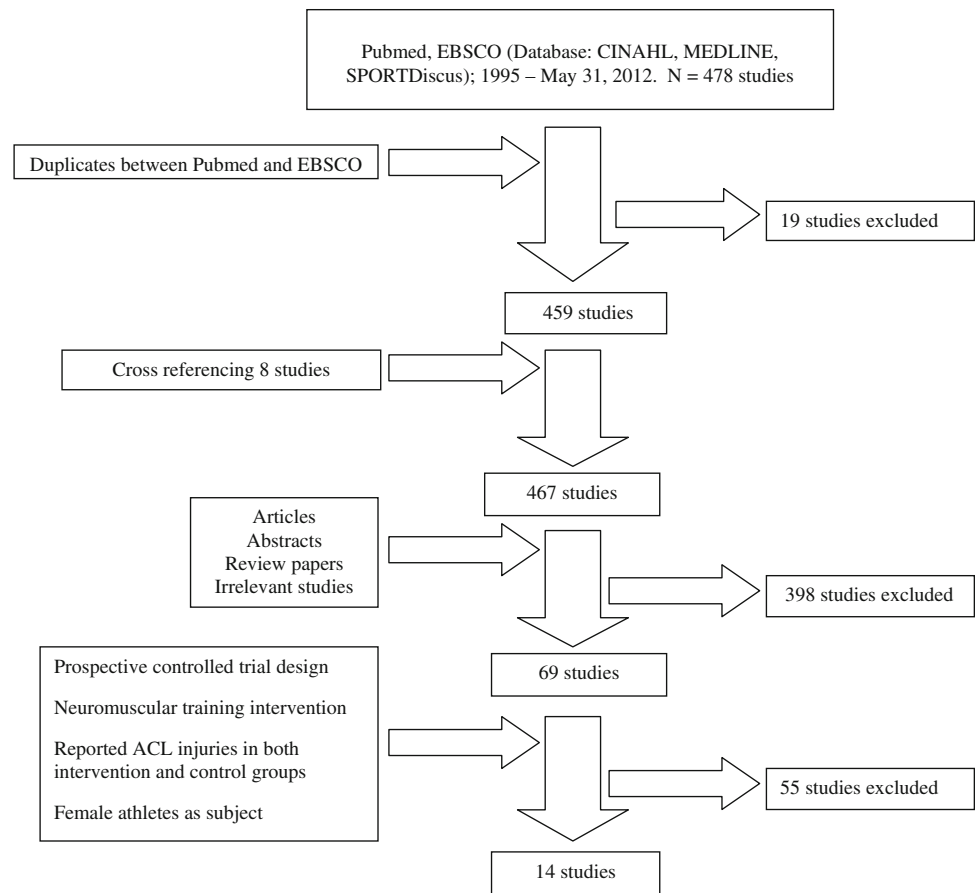 Pubmed, EBSCO (Database: CINAHL, MEDLINE,
SPORTDiscus); 1995 – May 31, 2012.  N = 478 studies
Duplicates between Pubmed and EBSCO
19 studies excluded
459 studies
Cross referencing 8 studies
467 studies
Articles
Abstracts
Review papers
Irrelevant studies
398 studies excluded
69 studies
Prospective controlled trial design
Neuromuscular training intervention
Reported ACL injuries in both
intervention and control groups
Female athletes as subject
55 studies excluded
14 studies